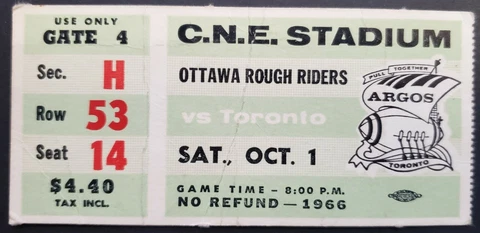 USE ONLY
GATE 4
Sec. H
Row 53
Seat 14
$4.40
TAX INCL.
C.N.E. STADIUM
OTTAWA ROUGH RIDERS
vs Toronto
SAT., OCT. 1
GAME TIME - 8:00 P.M.
NO REFUND - 1966
PULL TOGETHER
ARGOS
TORONTO